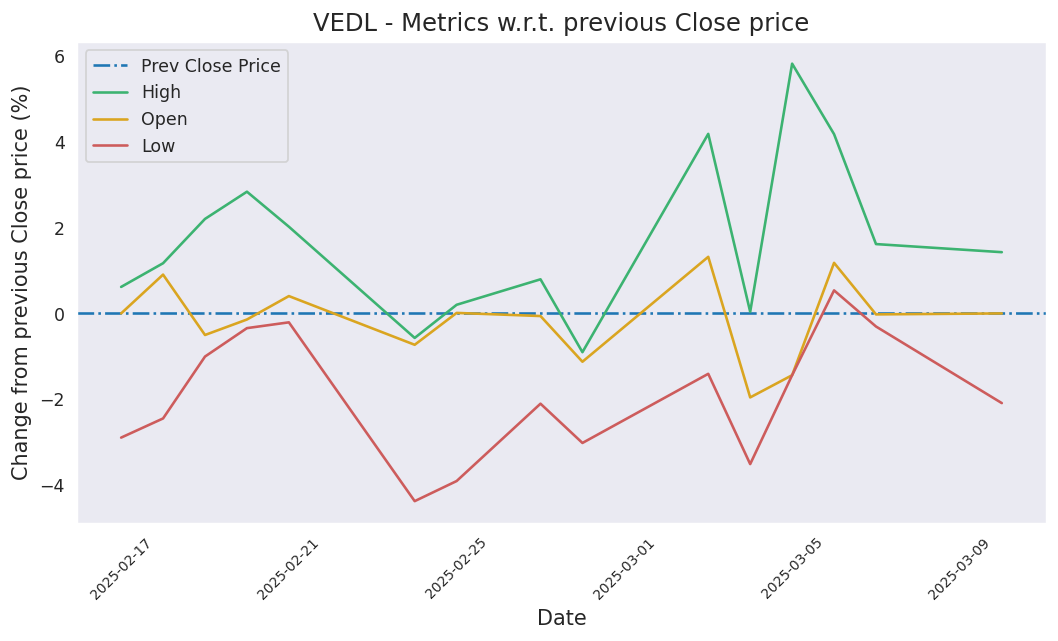 VEDL - Metrics w.r.t. previous Close price
Change from previous Close price (%)
6
4
2
0
−2
−4
Prev Close Price
High
Open
Low
2025-02-17
2025-02-21
2025-02-25
2025-03-01
2025-03-05
2025-03-09
Date